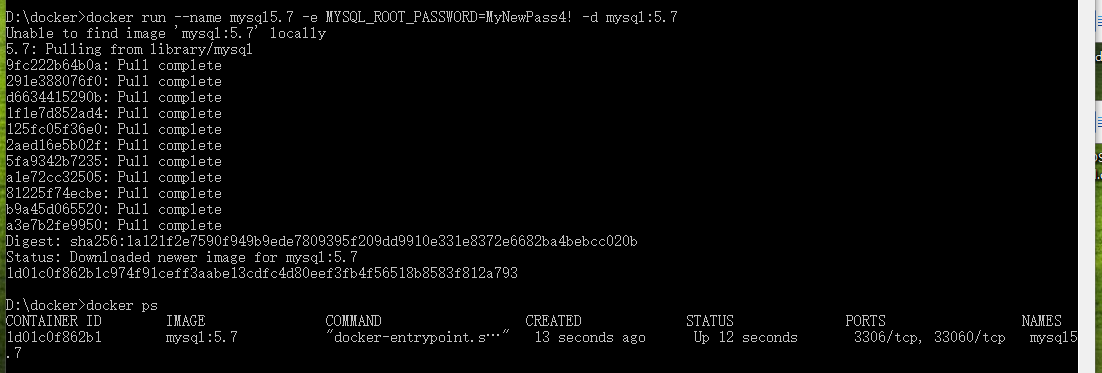 D:\docker>docker run --name mysql5.7 -e MYSQL_ROOT_PASSWORD=MyNewPass4! -d mysql:5.7
Unable to find image 'mysql:5.7' locally
5.7: Pulling from library/mysql
9fc222b64b0a: Pull complete
291e388076f0: Pull complete
d6634415290b: Pull complete
1f1e7d852ad4: Pull complete
125fc05f36e0: Pull complete
2aed16e5b02f: Pull complete
5fa9342b7235: Pull complete
a1e72cc32505: Pull complete
81225f74ecbe: Pull complete
b9a45d065520: Pull complete
a3e7b2fe9950: Pull complete
Digest: sha256:1a121f2e7590f949b9ede7809395f209dd9910e331e8372e6682ba4bebcc020b
Status: Downloaded newer image for mysql:5.7
1d01c0f862b1c974f91ceff3aabe13cdfc4d80eef3fb4f56518b8583f812a793
D:\docker>docker ps
CONTAINER ID IMAGE COMMAND CREATED STATUS PORTS NAMES
1d01c0f862b1 mysql:5.7 "docker-entrypoint.s…" 13 seconds ago Up 12 seconds 3306/tcp, 33060/tcp mysql5
.7